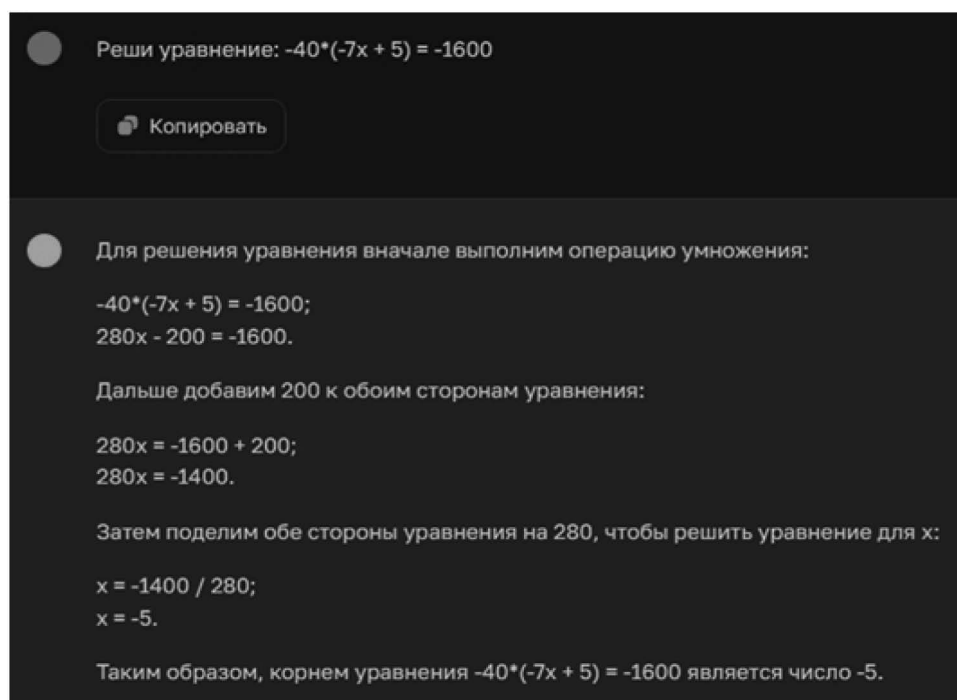 Реши уравнение: -40*(-7x + 5) = -1600
Копировать
Для решения уравнения вначале выполним операцию умножения:
-40*(-7x + 5) = -1600;
280x - 200 = -1600.
Дальше добавим 200 к обоим сторонам уравнения:
280x = -1600 + 200;
280x = -1400.
Затем поделим обе стороны уравнения на 280, чтобы решить уравнение для x:
x = -1400 / 280;
x = -5.
Таким образом, корнем уравнения -40*(-7x + 5) = -1600 является число -5.